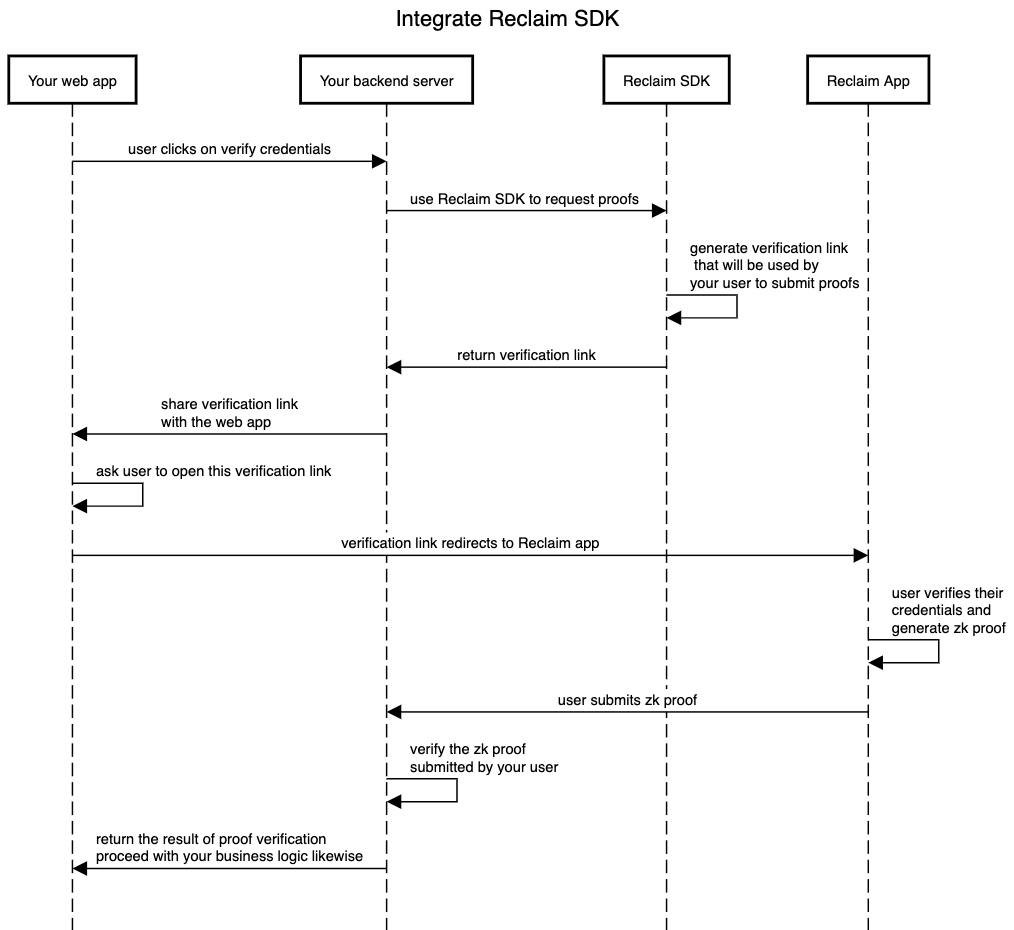 Integrate Reclaim SDK
Your web app
Your backend server
Reclaim SDK
Reclaim App
user clicks on verify credentials
use Reclaim SDK to request proofs
generate verification link
that will be used by
your user to submit proofs
return verification link
share verification link
with the web app
ask user to open this verification link
verification link redirects to Reclaim app
user verifies their
credentials and
generate zk proof
user submits zk proof
verify the zk proof
submitted by your user
return the result of proof verification
proceed with your business logic likewise